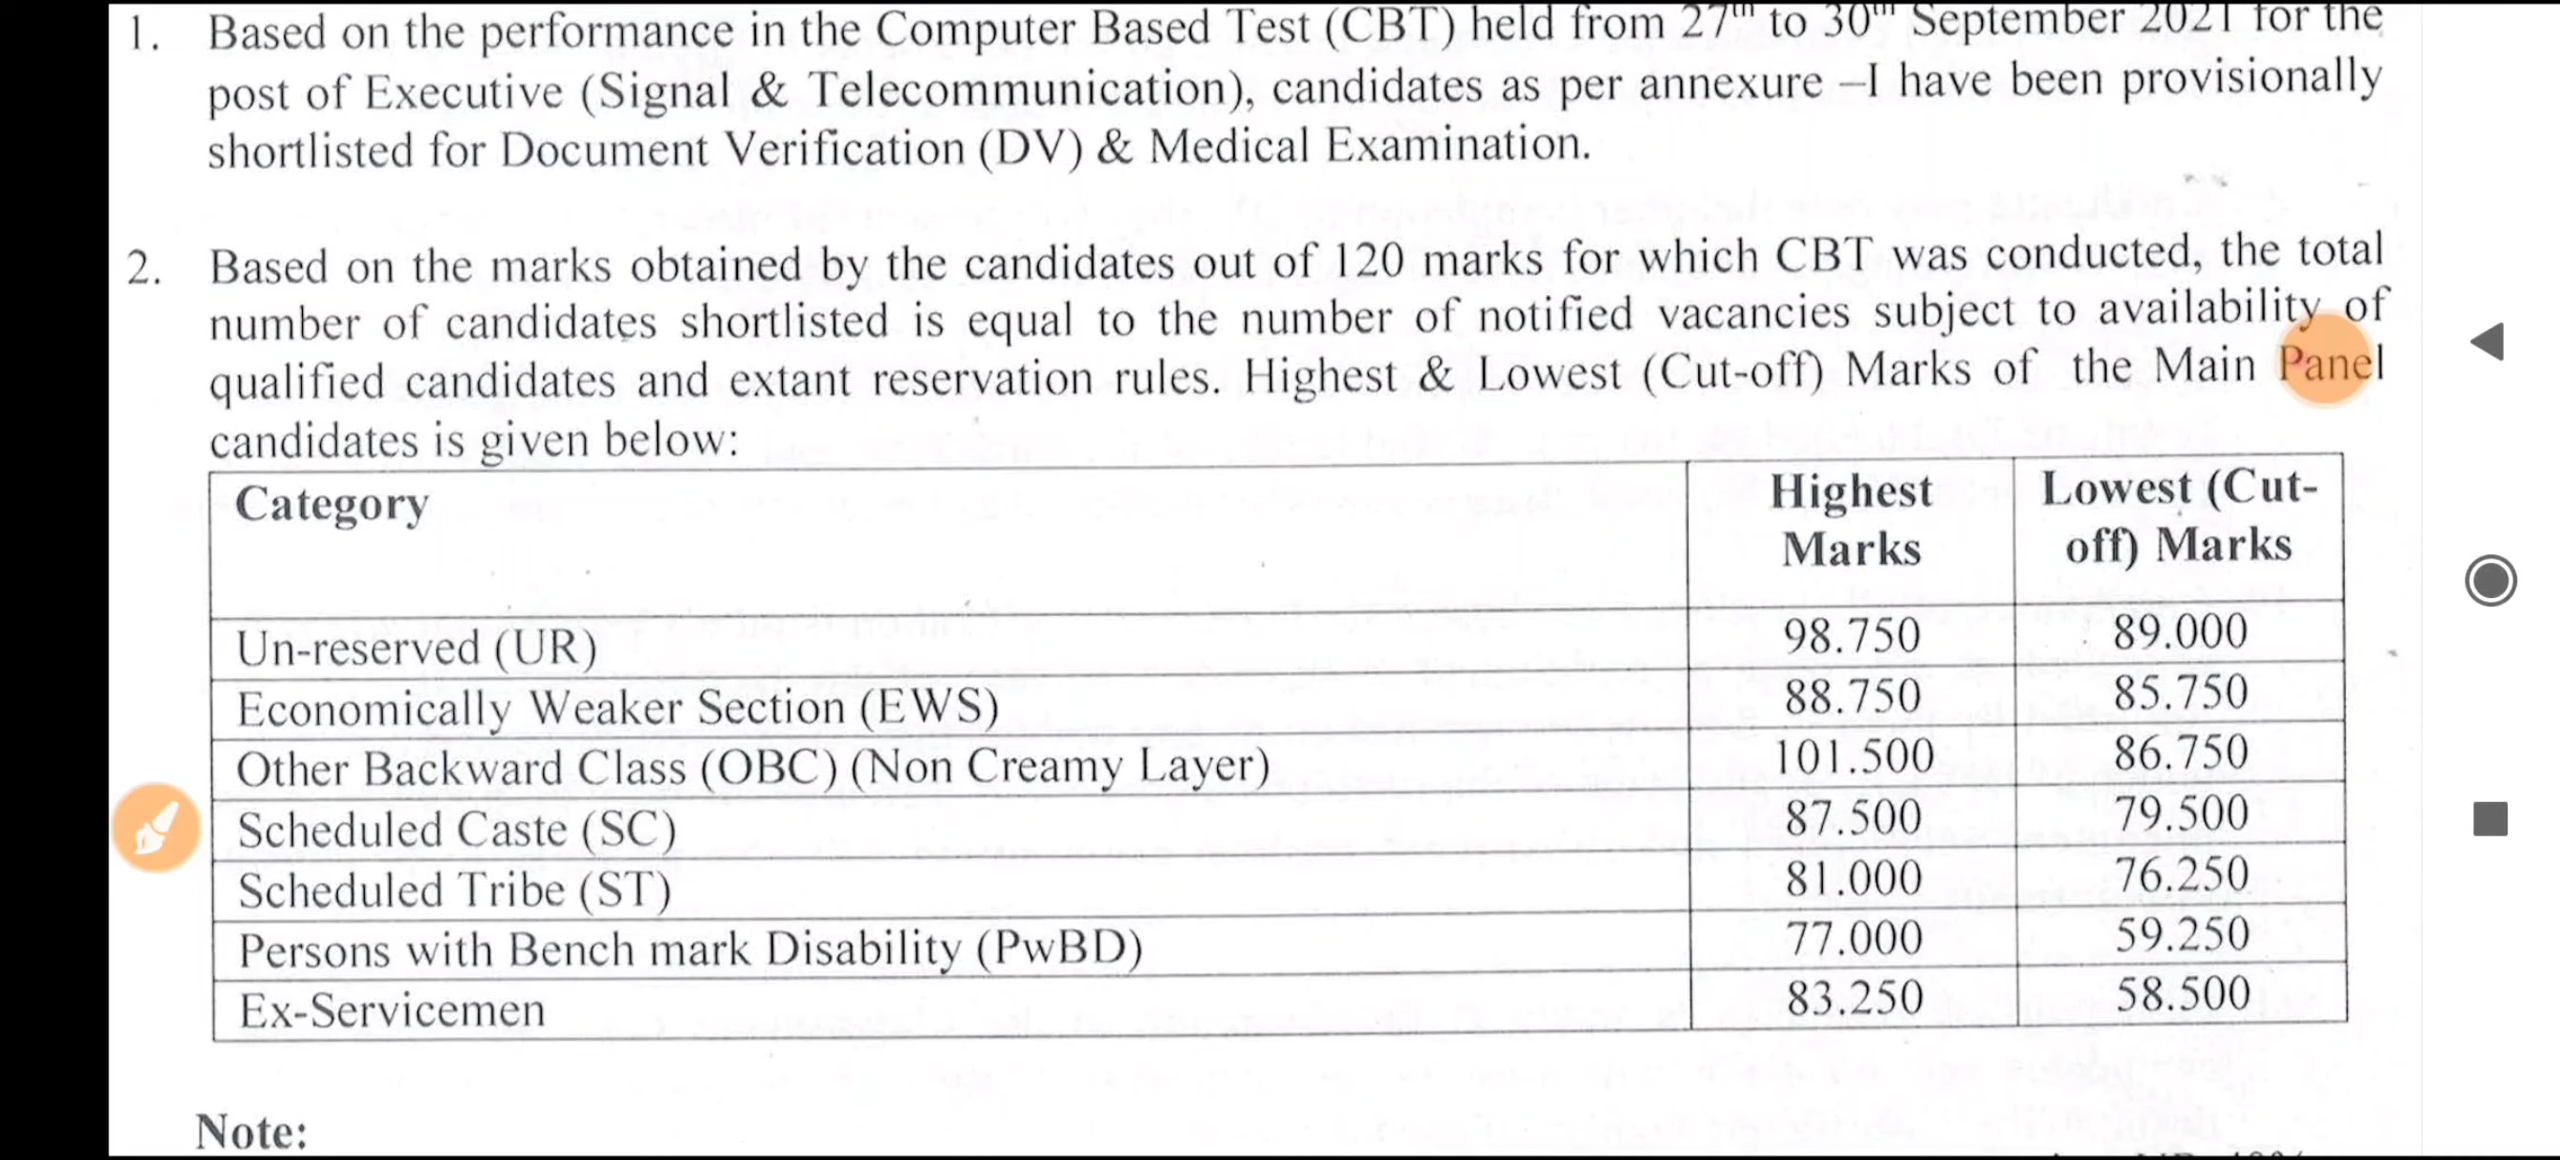 1. Based on the performance in the Computer Based Test (CBT) held from 27th to 30th September 2021 for the
post of Executive (Signal & Telecommunication), candidates as per annexure –I have been provisionally
shortlisted for Document Verification (DV) & Medical Examination.
2. Based on the marks obtained by the candidates out of 120 marks for which CBT was conducted, the total
number of candidates shortlisted is equal to the number of notified vacancies subject to availability of
qualified candidates and extant reservation rules. Highest & Lowest (Cut-off) Marks of the Main Panel
candidates is given below:
Category Highest Lowest (Cut-
Marks off) Marks
Un-reserved (UR) 98.750 89.000
Economically Weaker Section (EWS) 88.750 85.750
Other Backward Class (OBC) (Non Creamy Layer) 101.500 86.750
Scheduled Caste (SC) 87.500 79.500
Scheduled Tribe (ST) 81.000 76.250
Persons with Bench mark Disability (PwBD) 77.000 59.250
Ex-Servicemen 83.250 58.500
Note: